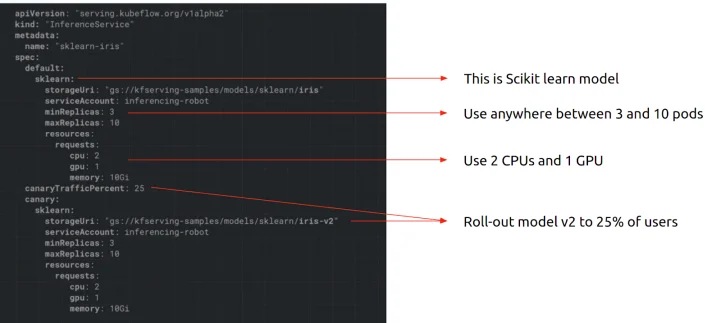 apiVersion: "serving.kubeflow.org/v1alpha2"
kind: "InferenceService"
metadata:
  name: "sklearn-iris"
spec:
  default:
    sklearn:
      storageUri: "gs://kfserving-samples/models/sklearn/iris"
      serviceAccount: inferencing-robot
      minReplicas: 3
      maxReplicas: 10
      resources:
        requests:
          cpu: 2
          gpu: 1
          memory: 10Gi
  canaryTrafficPercent: 25
  canary:
    sklearn:
      storageUri: "gs://kfserving-samples/models/sklearn/iris-v2"
      serviceAccount: inferencing-robot
      minReplicas: 3
      maxReplicas: 10
      resources:
        requests:
          cpu: 2
          gpu: 1
          memory: 10Gi
This is Scikit learn model
Use anywhere between 3 and 10 pods
Use 2 CPUs and 1 GPU
Roll-out model v2 to 25% of users